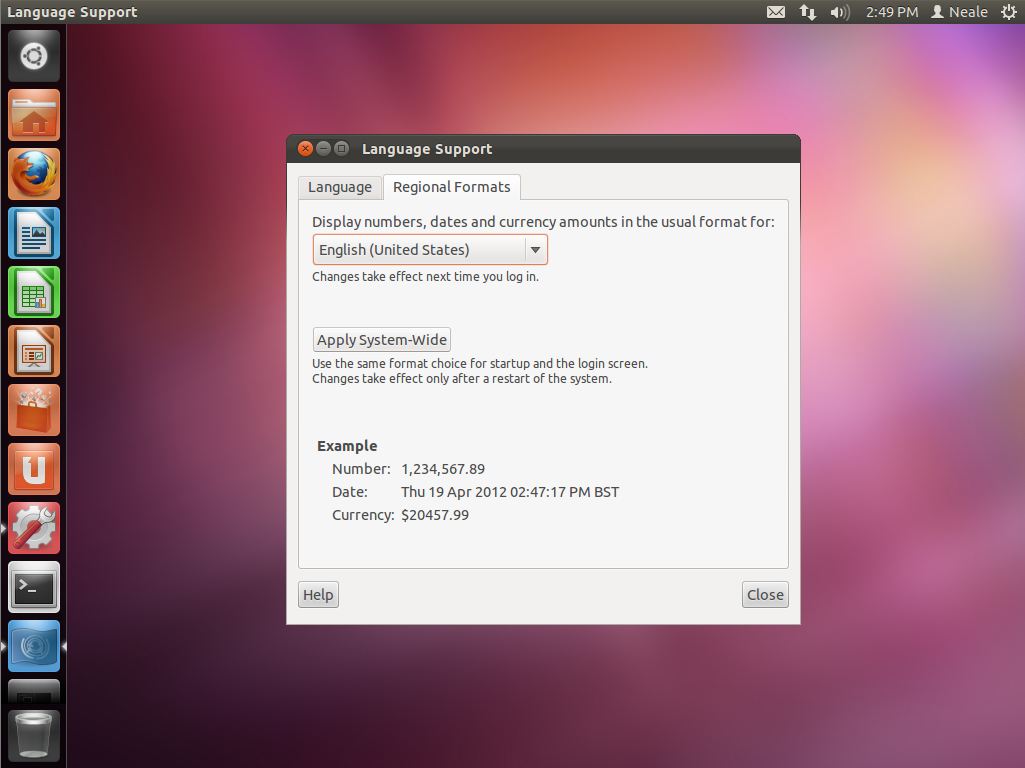 Language Support
2:49 PM Neale
Language Support
Language Regional Formats
Display numbers, dates and currency amounts in the usual format for:
English (United States)
Changes take effect next time you log in.
Apply System-Wide
Use the same format choice for startup and the login screen.
Changes take effect only after a restart of the system.
Example
Number: 1,234,567.89
Date: Thu 19 Apr 2012 02:47:17 PM BST
Currency: $20457.99
Help Close
U
>_